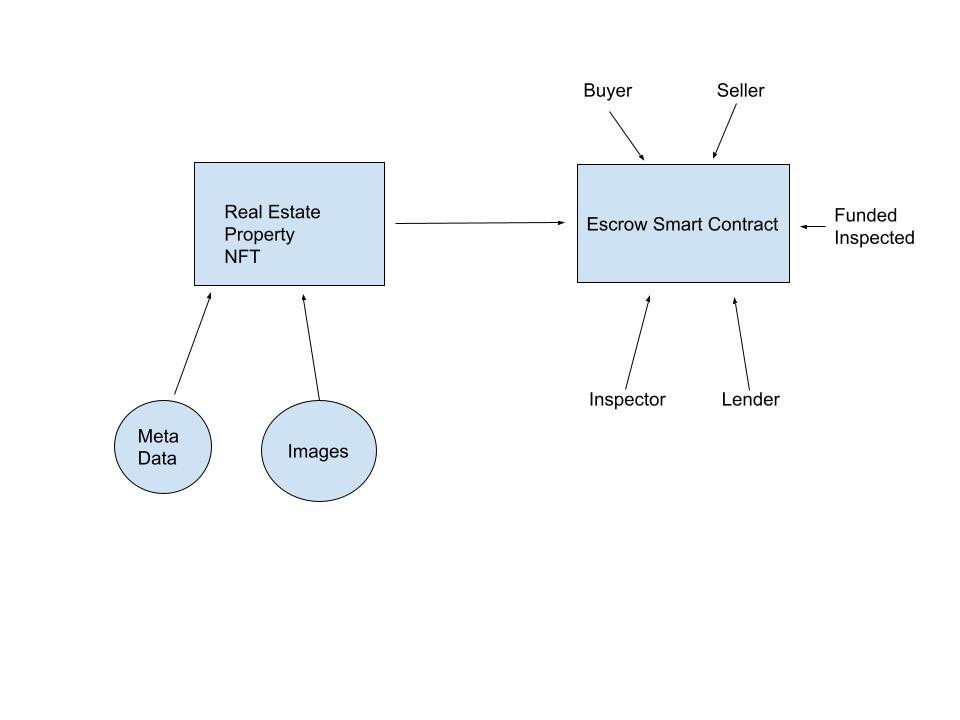 Buyer
Seller
Real Estate
Property
NFT
Escrow Smart Contract
Funded
Inspected
Inspector
Lender
Meta
Data
Images